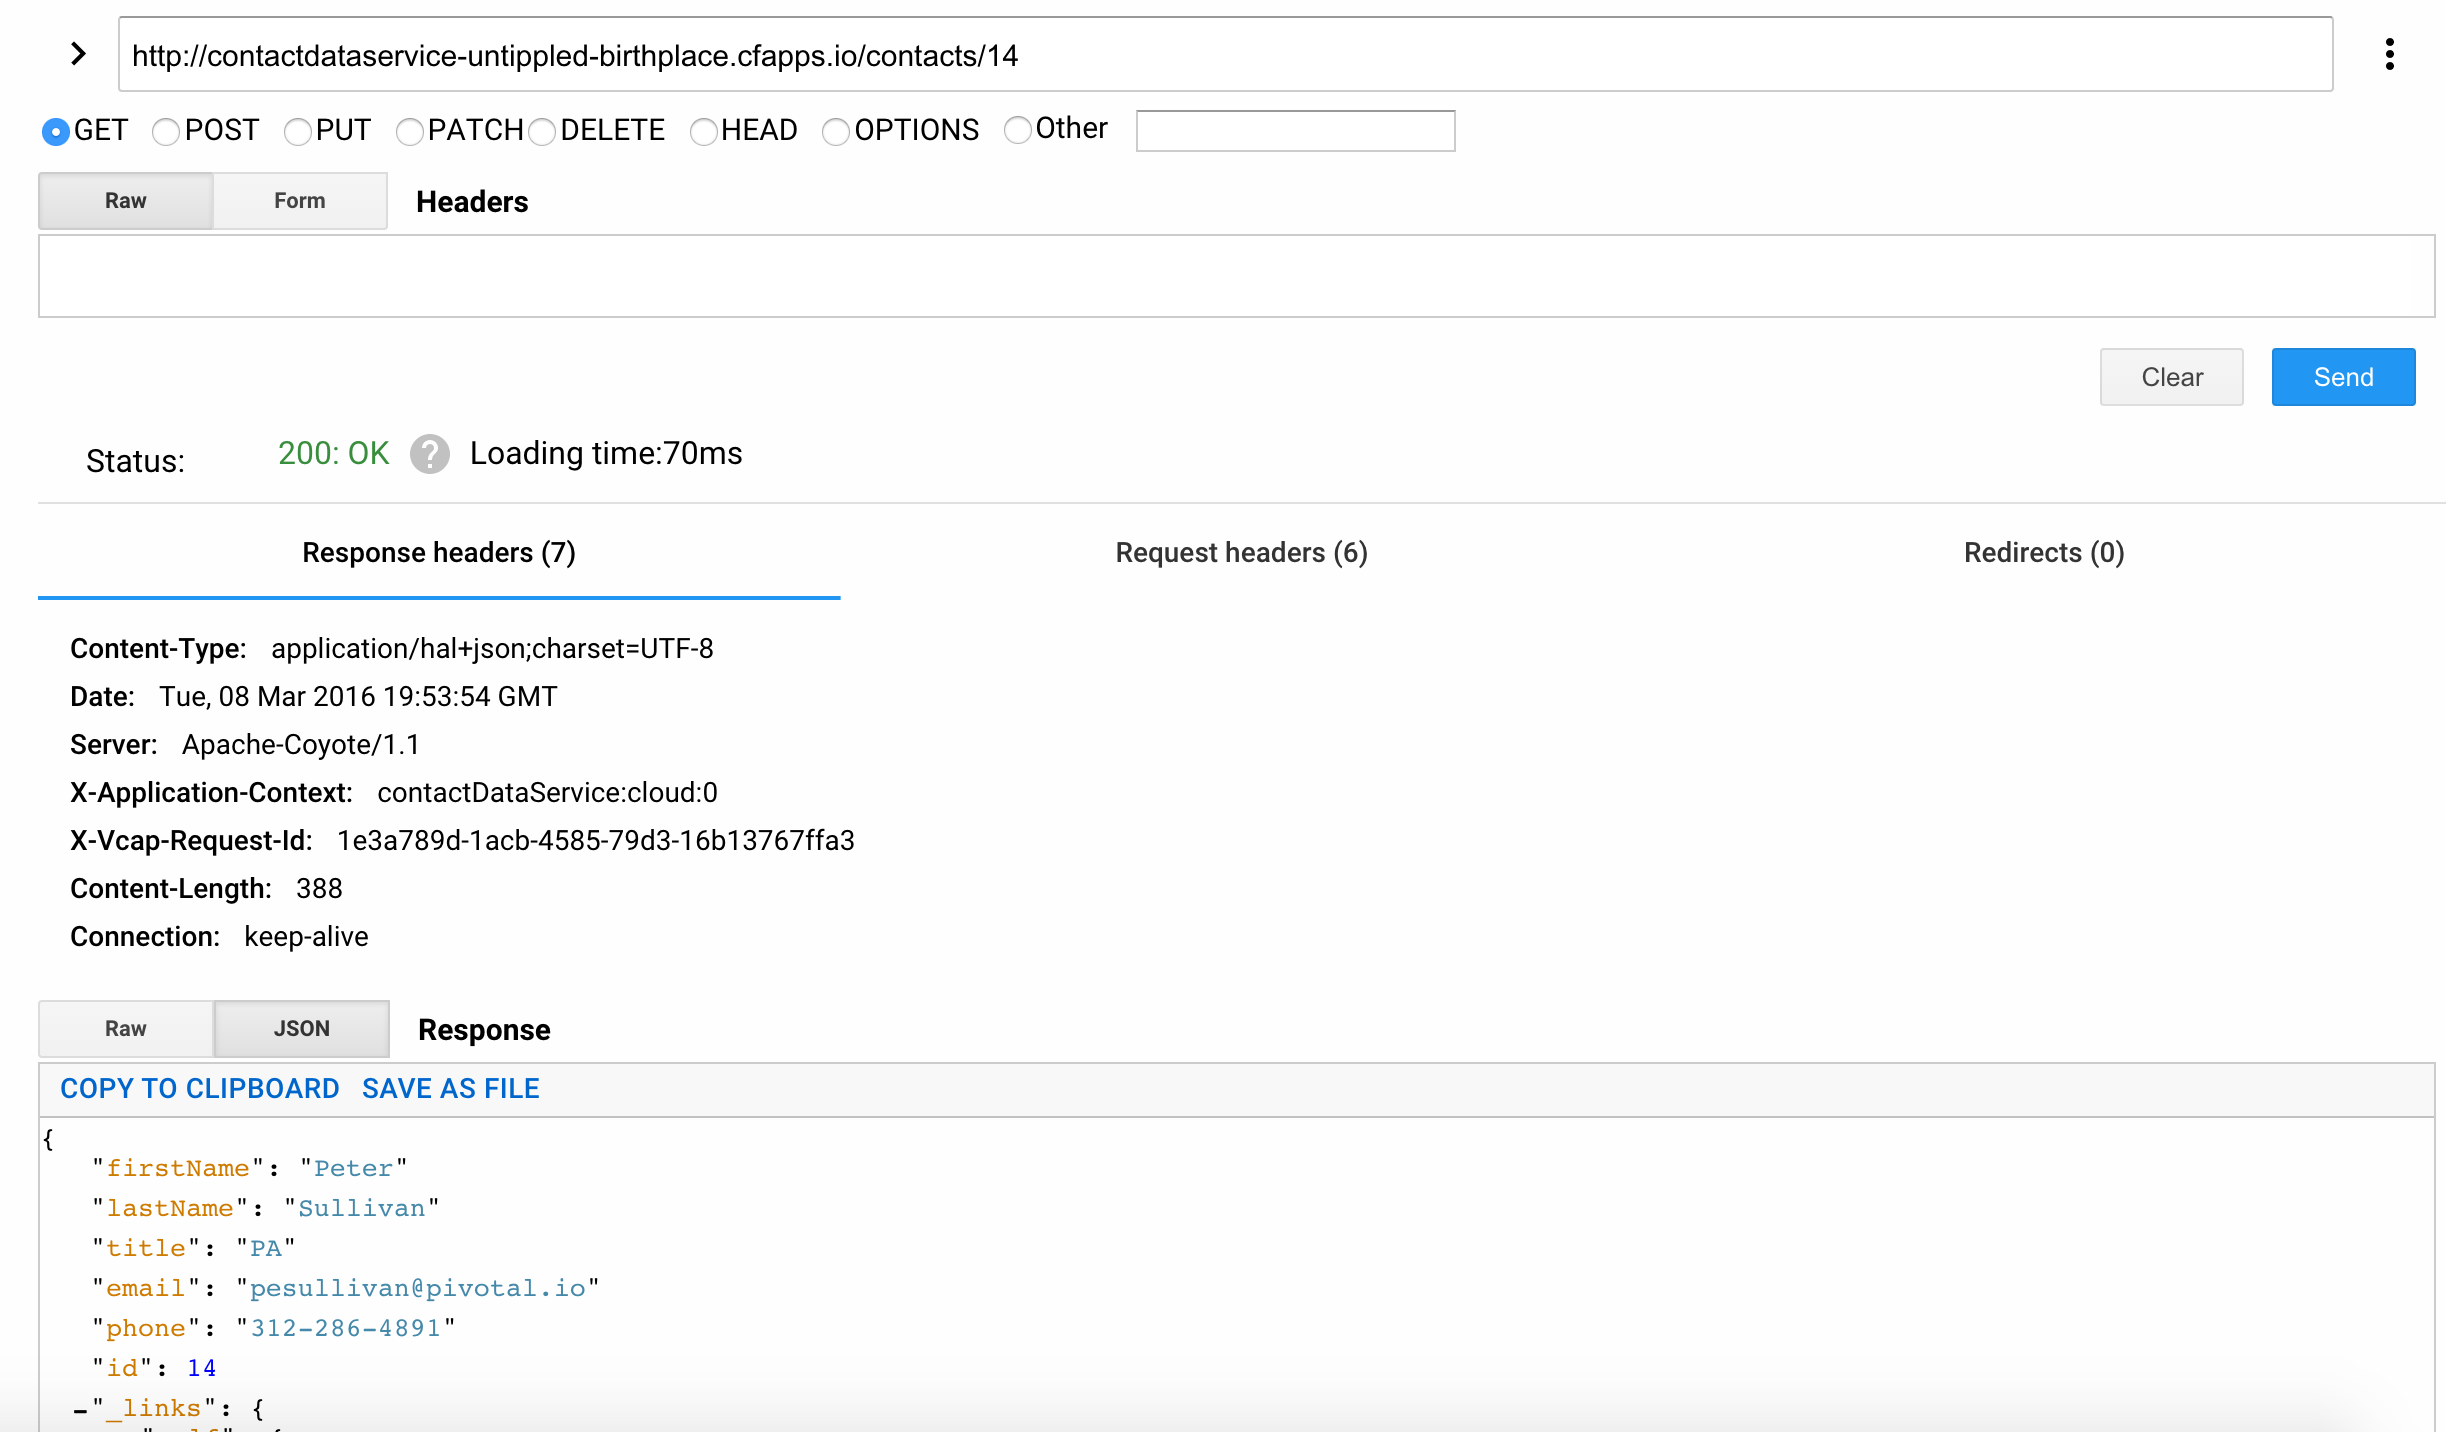 http://contactdataservice-untippled-birthplace.cfapps.io/contacts/14
GET POST PUT PATCH DELETE HEAD OPTIONS Other
Raw Form Headers
Clear Send
Status: 200: OK ? Loading time:70ms
Response headers (7) Request headers (6) Redirects (0)
Content-Type: application/hal+json;charset=UTF-8
Date: Tue, 08 Mar 2016 19:53:54 GMT
Server: Apache-Coyote/1.1
X-Application-Context: contactDataService:cloud:0
X-Vcap-Request-Id: 1e3a789d-1acb-4585-79d3-16b13767ffa3
Content-Length: 388
Connection: keep-alive
Raw JSON Response
COPY TO CLIPBOARD SAVE AS FILE
{
"firstName": "Peter"
"lastName": "Sullivan"
"title": "PA"
"email": "pesullivan@pivotal.io"
"phone": "312-286-4891"
"id": 14
-"_links": {